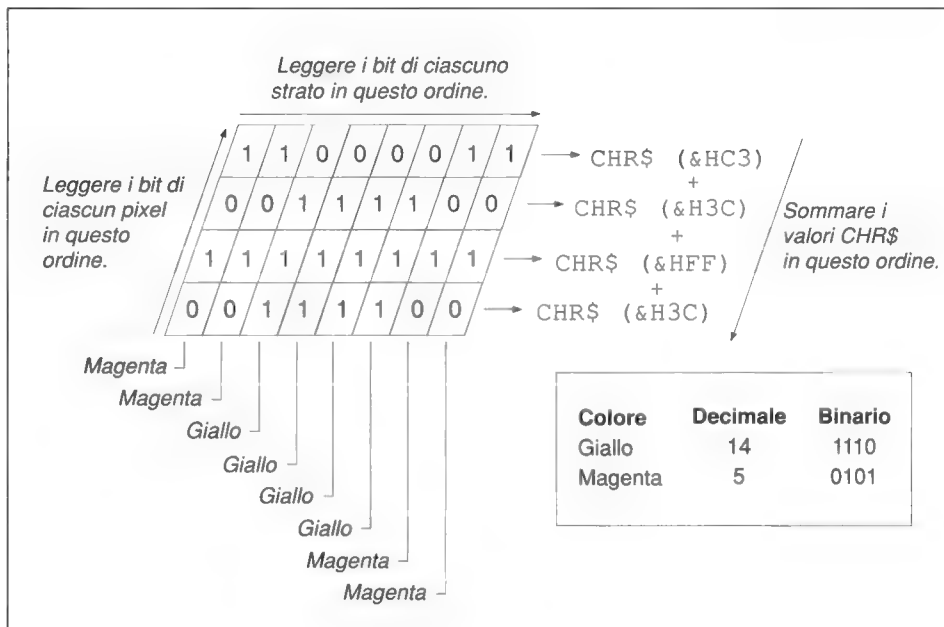 Leggere i bit di ciascuno
strato in questo ordine.
Leggere i bit di
ciascun pixel
in questo
ordine.
1 1 0 0 0 0 1 1
CHR$ (&HC3)
+
0 0 1 1 1 1 0 0
CHR$ (&H3C)
+
1 1 1 1 1 1 1 1
CHR$ (&HFF)
+
0 0 1 1 1 1 0 0
CHR$ (&H3C)
Sommare i
valori CHR$
in questo ordine.
Magenta
Magenta
Giallo
Giallo
Giallo
Giallo
Magenta
Magenta
Colore Decimale Binario
Giallo 14 1110
Magenta 5 0101